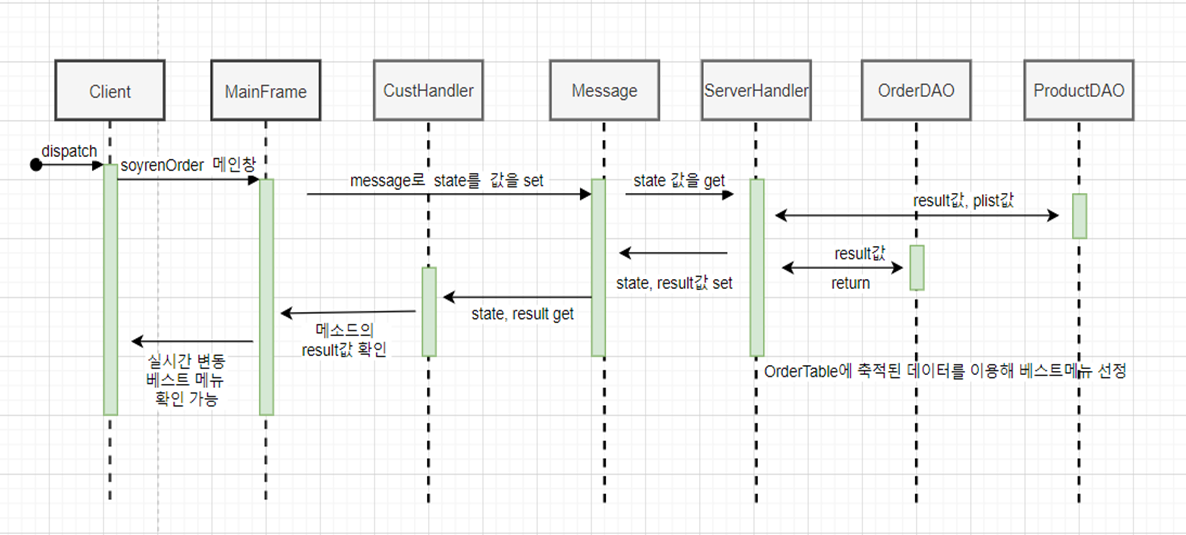 Client
MainFrame
CustHandler
Message
ServerHandler
OrderDAO
ProductDAO
dispatch
soyrenOrder 메인창
message로 state를 값을 set
state 값을 get
result값, plist값
result값
return
state, result값 set
state, result get
메소드의
result값 확인
실시간 변동
베스트 메뉴
확인 가능
OrderTable에 축적된 데이터를 이용해 베스트메뉴 선정